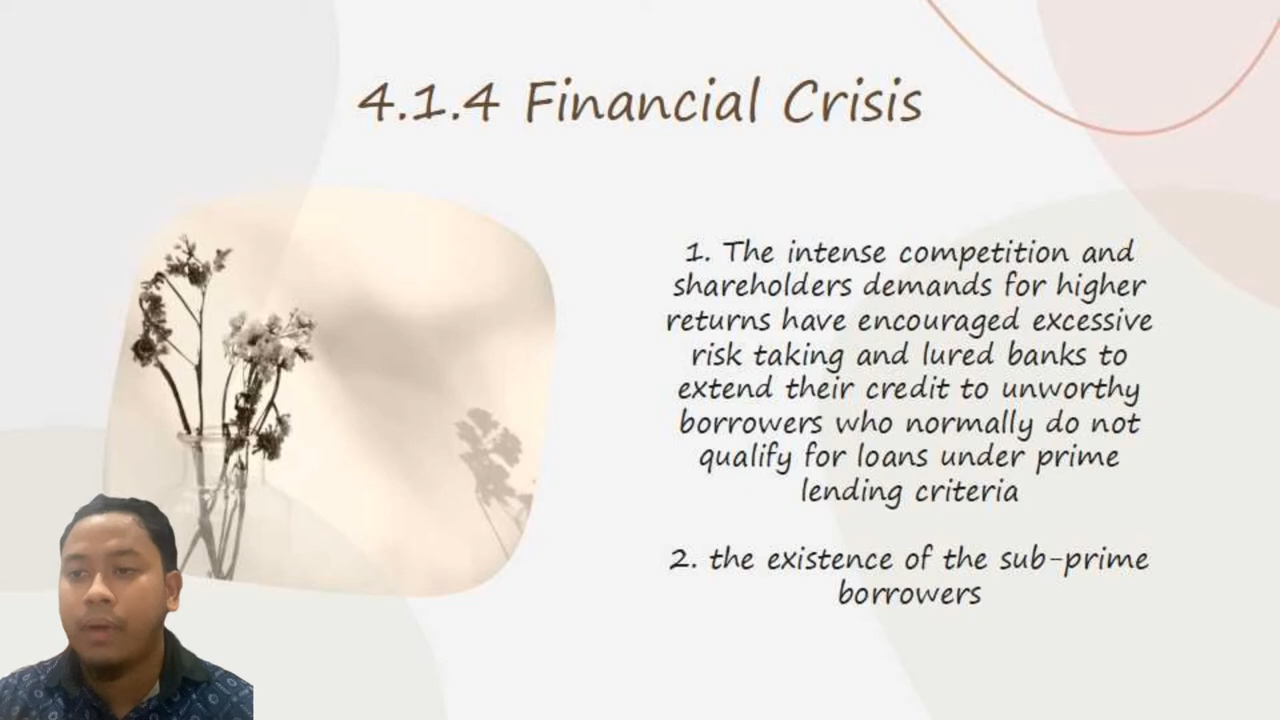 4.1.4 Financial Crisis
1. The intense competition and
shareholders demands for higher
returns have encouraged excessive
risk taking and lured banks to
extend their credit to unworthy
borrowers who normally do not
qualify for loans under prime
lending criteria
2. the existence of the sub-prime
borrowers